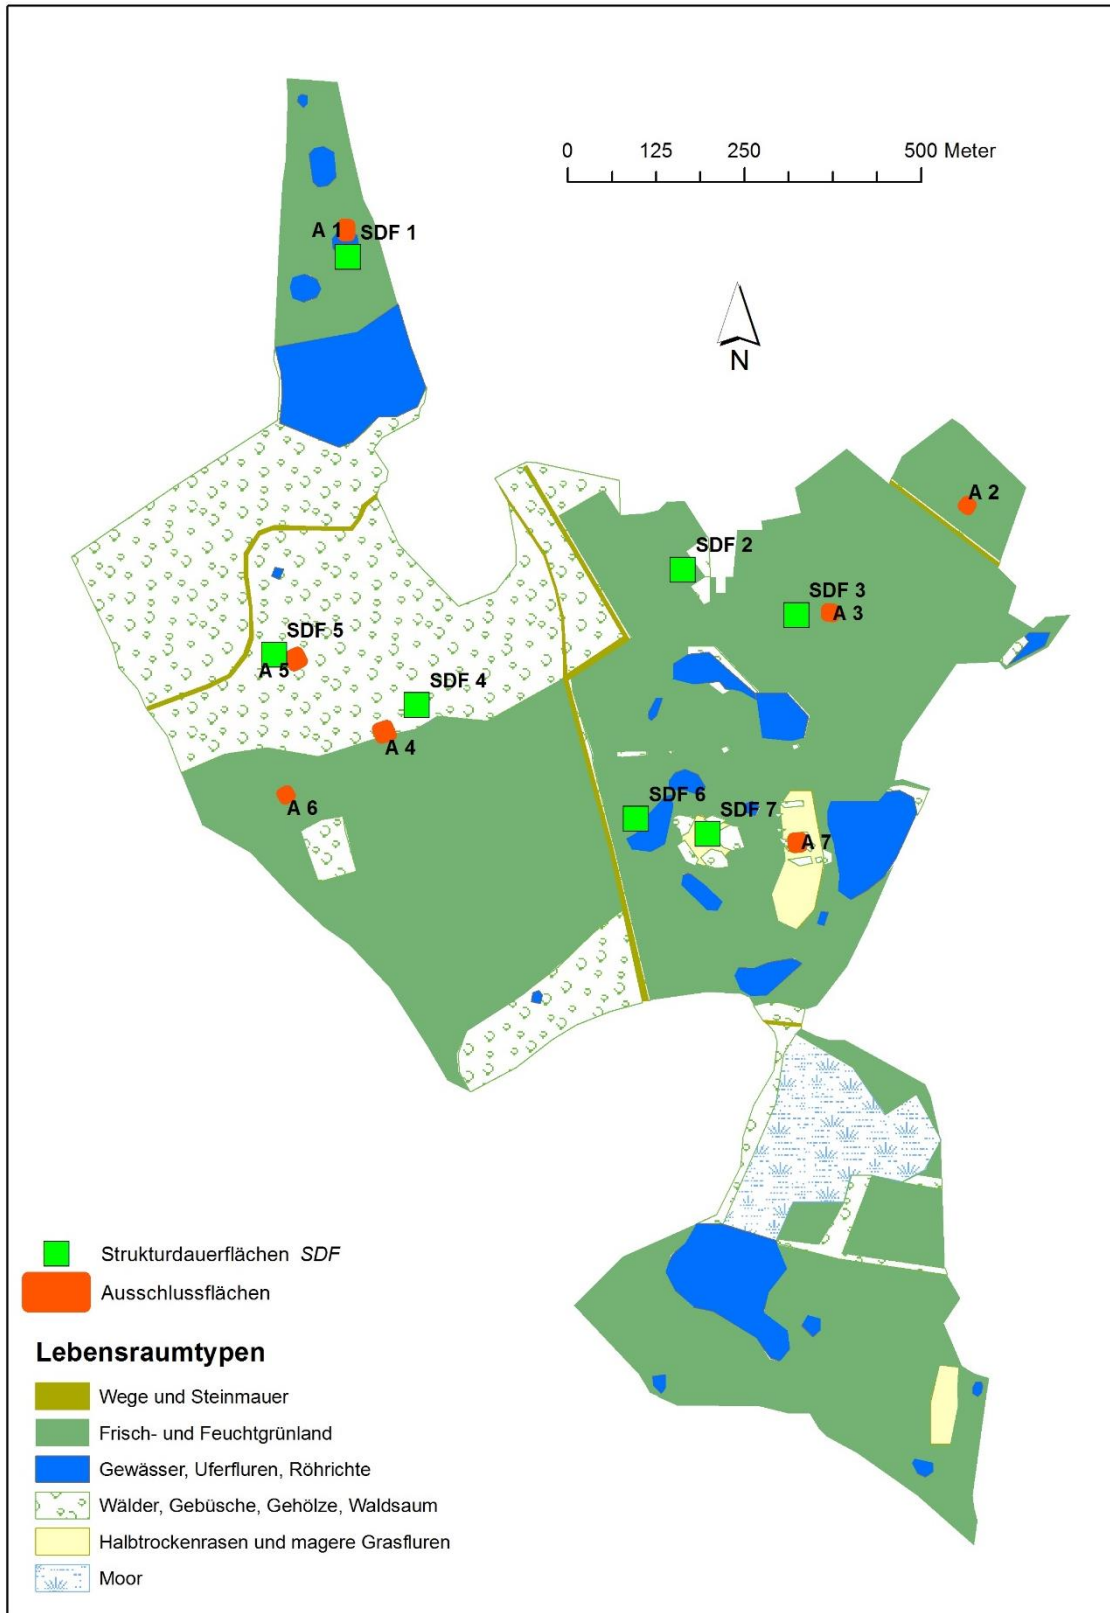 0 125 250 500 Meter
A 1 SDF 1
N
A 2
SDF 2
SDF 3
A 3
SDF 5
A 5
SDF 4
A 4
A 6
SDF 6
SDF 7
A 7
Strukturdauerflächen SDF
Ausschlussflächen
Lebensraumtypen
Wege und Steinmauer
Frisch- und Feuchtgrünland
Gewässer, Uferfluren, Röhrichte
Wälder, Gebüsche, Gehölze, Waldsaum
Halbtrockenrasen und magere Grasfluren
Moor